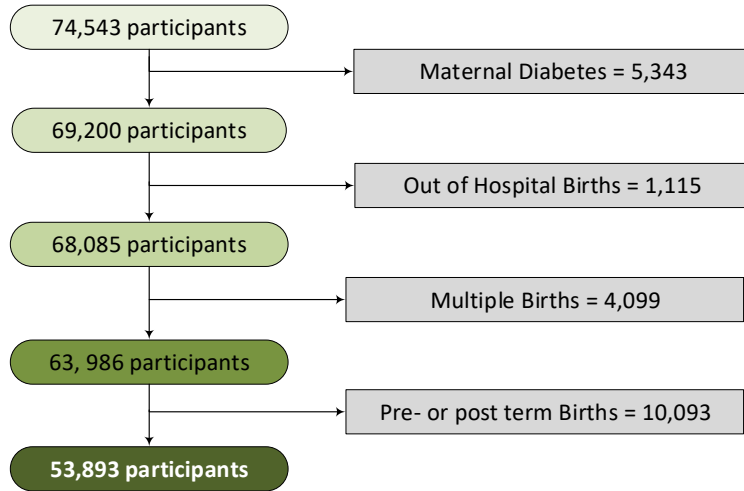 74,543 participants
Maternal Diabetes = 5,343
69,200 participants
Out of Hospital Births = 1,115
68,085 participants
Multiple Births = 4,099
63, 986 participants
Pre- or post term Births = 10,093
53,893 participants